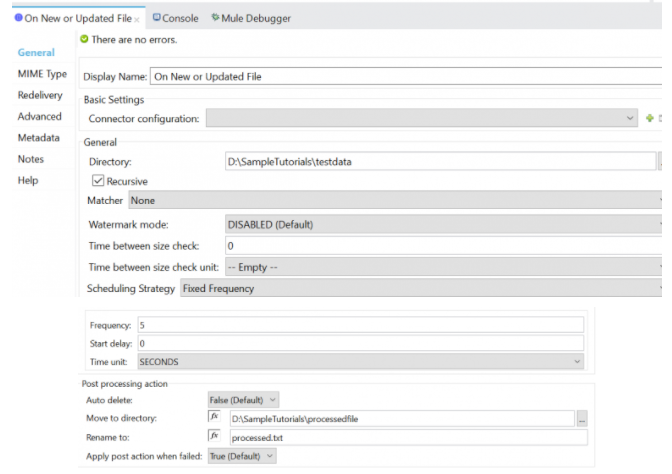 On New or Updated File Console Mule Debugger
There are no errors.
General
MIME Type
Redelivery
Advanced
Metadata
Notes
Help
Display Name: On New or Updated File
Basic Settings
Connector configuration:
General
Directory: D:\SampleTutorials\testdata
Recursive
Matcher None
Watermark mode: DISABLED (Default)
Time between size check: 0
Time between size check unit: -- Empty --
Scheduling Strategy Fixed Frequency
Frequency: 5
Start delay: 0
Time unit: SECONDS
Post processing action
Auto delete: False (Default)
Move to directory: fx D:\SampleTutorials\processedfile ...
Rename to: fx processed.txt
Apply post action when failed: True (Default)